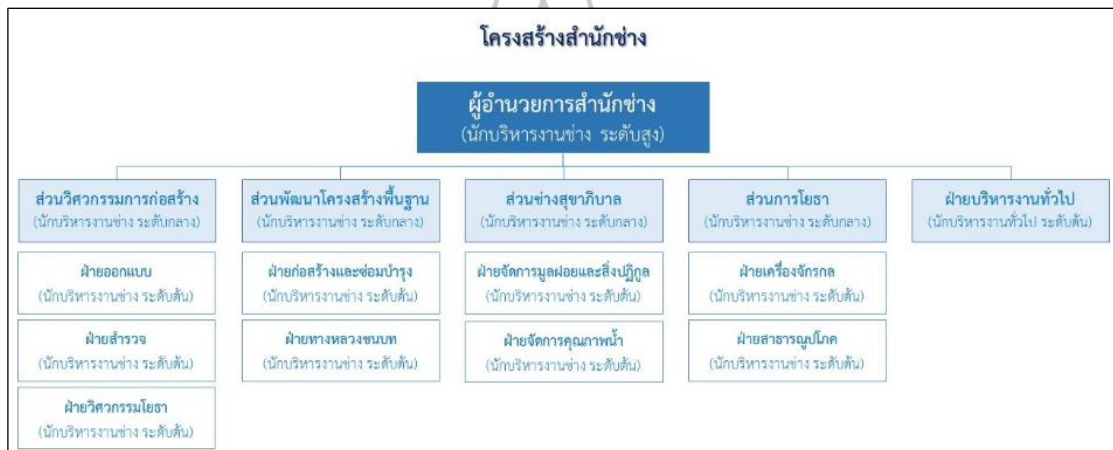 โครงสร้างสำนักช่าง
ผู้อำนวยการสำนักช่าง
(นักบริหารงานช่าง ระดับสูง)
ส่วนวิศวกรรมการก่อสร้าง
(นักบริหารงานช่าง ระดับกลาง)
ฝ่ายออกแบบ
(นักบริหารงานช่าง ระดับต้น)
ฝ่ายสำรวจ
(นักบริหารงานช่าง ระดับต้น)
ฝ่ายวิศวกรรมโยธา
(นักบริหารงานช่าง ระดับต้น)
ส่วนพัฒนาโครงสร้างพื้นฐาน
(นักบริหารงานช่าง ระดับกลาง)
ฝ่ายก่อสร้างและซ่อมบำรุง
(นักบริหารงานช่าง ระดับต้น)
ฝ่ายทางหลวงชนบท
(นักบริหารงานช่าง ระดับต้น)
ส่วนช่างสุขาภิบาล
(นักบริหารงานช่าง ระดับกลาง)
ฝ่ายจัดการมูลฝอยและสิ่งปฏิกูล
(นักบริหารงานช่าง ระดับต้น)
ฝ่ายจัดการคุณภาพน้ำ
(นักบริหารงานช่าง ระดับต้น)
ส่วนการโยธา
(นักบริหารงานช่าง ระดับกลาง)
ฝ่ายเครื่องจักรกล
(นักบริหารงานช่าง ระดับต้น)
ฝ่ายสาธารณูปโภค
(นักบริหารงานช่าง ระดับต้น)
ฝ่ายบริหารงานทั่วไป
(นักบริหารงานทั่วไป ระดับต้น)